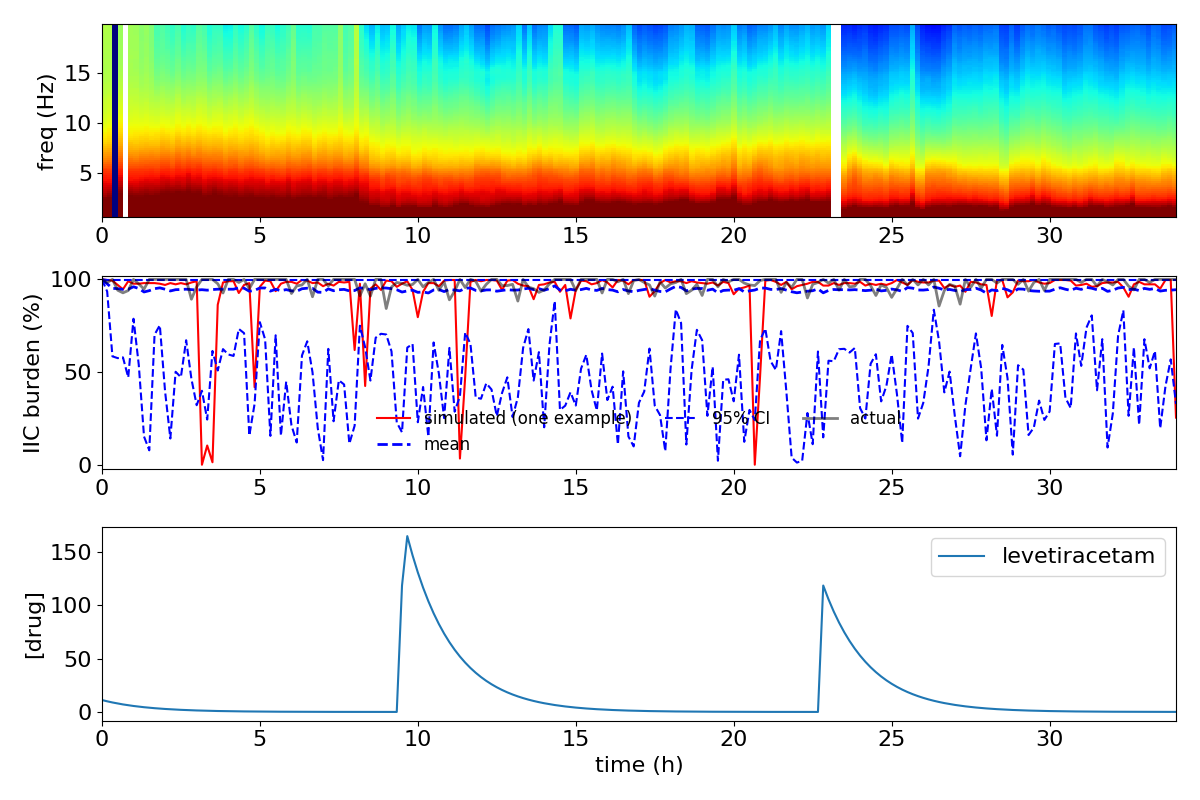 freq (Hz)
15
10
5
0 5 10 15 20 25 30
IIC burden (%)
100
50
0
simulated (one example) 95% CI actual
mean
0 5 10 15 20 25 30
[drug]
150
100
50
0
levetiracetam
0 5 10 15 20 25 30
time (h)